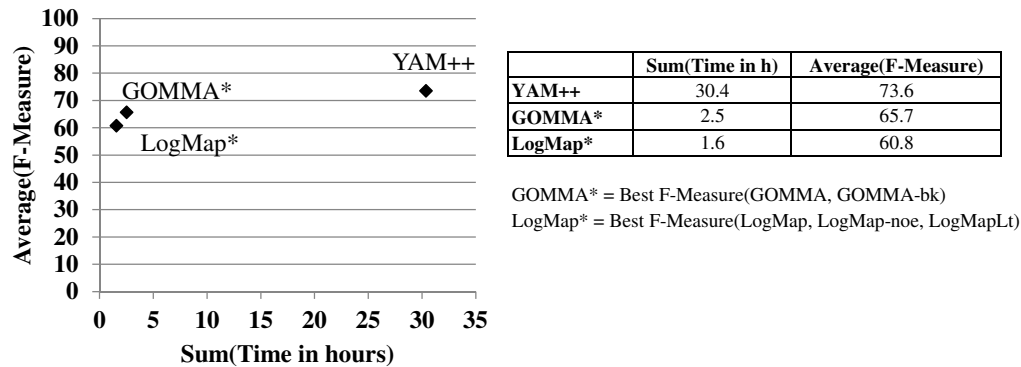 100
90
80
70
60
50
40
30
20
10
0
Average(F-Measure)
YAM++
GOMMA*
LogMap*
0 5 10 15 20 25 30 35
Sum(Time in hours)
Sum(Time in h) Average(F-Measure)
YAM++ 30.4 73.6
GOMMA* 2.5 65.7
LogMap* 1.6 60.8
GOMMA* = Best F-Measure(GOMMA, GOMMA-bk)
LogMap* = Best F-Measure(LogMap, LogMap-noe, LogMapLt)